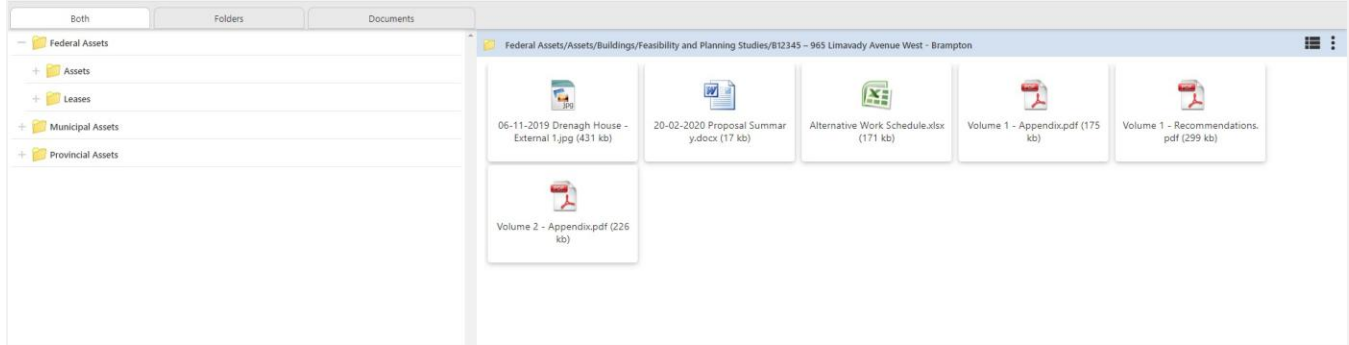 Both
Folders
Documents
Federal Assets
Assets
Leases
Municipal Assets
Provincial Assets
Federal Assets/Assets/Buildings/Feasibility and Planning Studies/B12345 – 965 Limavady Avenue West - Brampton
JPG
06-11-2019 Drenagh House -
External 1.jpg (431 kb)
20-02-2020 Proposal Summar
y.docx (17 kb)
Alternative Work Schedule.xlsx
(171 kb)
Volume 1 - Appendix.pdf (175
kb)
Volume 1 - Recommendations.
pdf (299 kb)
Volume 2 - Appendix.pdf (226
kb)